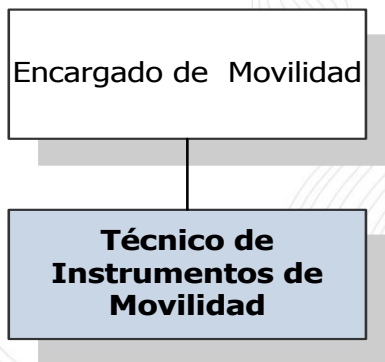 Encargado de Movilidad
Técnico de
Instrumentos de
Movilidad